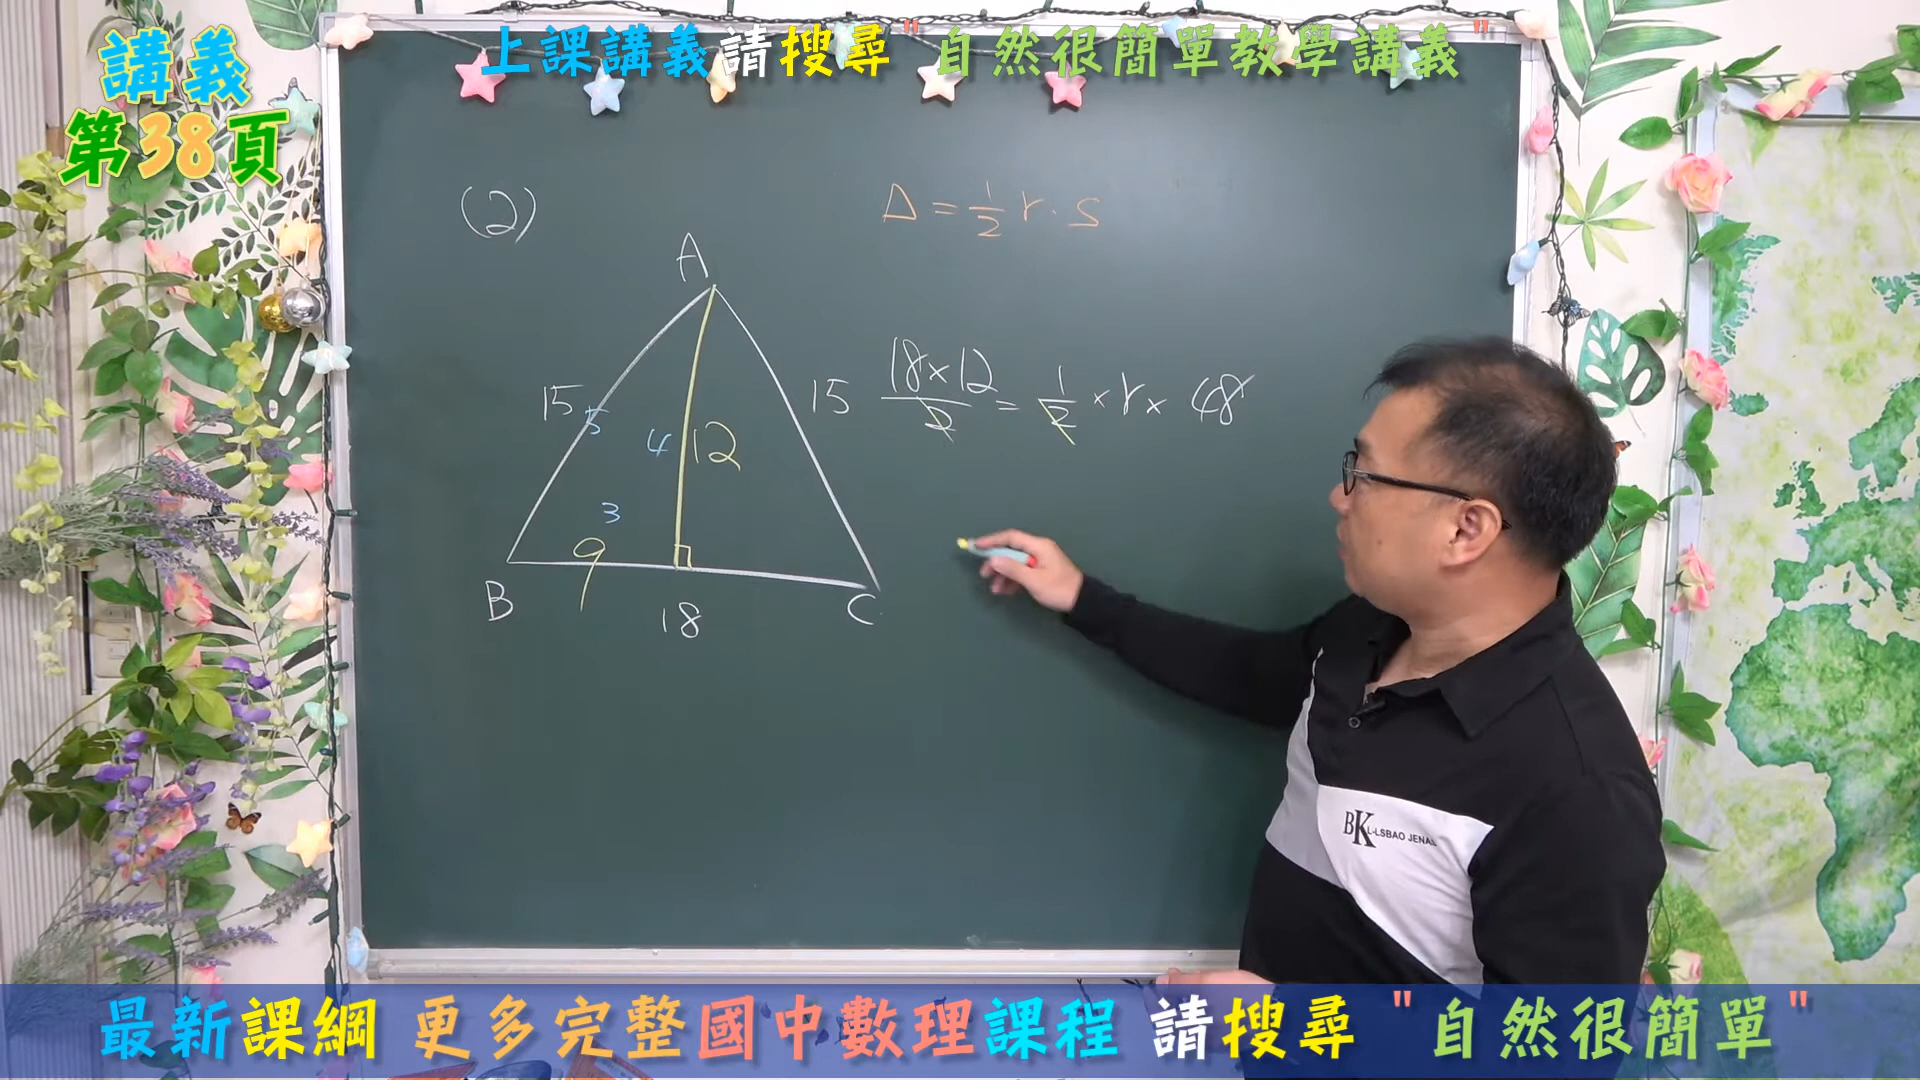 講義
第38頁
上課講義請搜尋"自然很簡單教學講義"
(2)
△=1/2 r·s
A
15
5
4
12
15
18×12/2=1/2×r×48
3
9
B
18
C
BK
L-LSBAO JENAL
最新課綱 更多完整國中數理課程 請搜尋"自然很簡單"